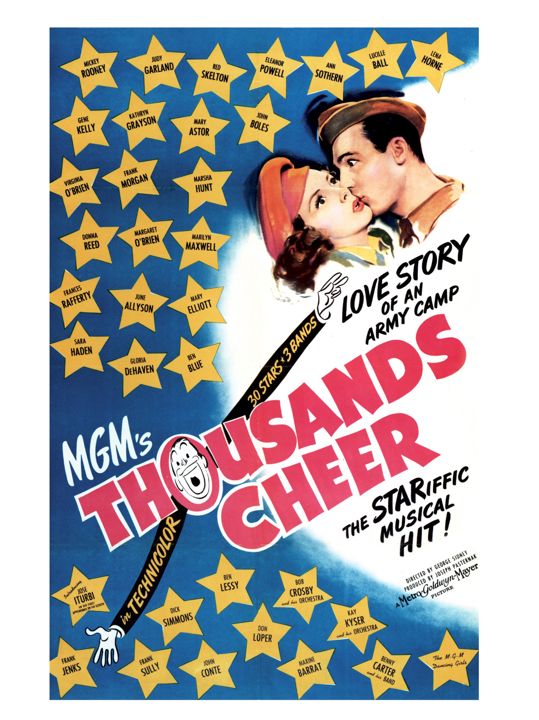 MICKEY
ROONEY
JUDY
GARLAND
RED
SKELTON
ELEANOR
POWELL
ANN
SOTHERN
LUCILLE
BALL
LENA
HORNE
GENE
KELLY
KATHRYN
GRAYSON
MARY
ASTOR
JOHN
BOLES
VIRGINIA
O'BRIEN
FRANK
MORGAN
MARSHA
HUNT
DONNA
REED
MARGARET
O'BRIEN
MARILYN
MAXWELL
FRANCES
RAFFERTY
JUNE
ALLYSON
MARY
ELLIOTT
SARA
HADEN
GLORIA
DeHAVEN
BEN
BLUE
LOVE STORY
OF AN
ARMY CAMP
30 STARS • 3 BANDS
MGM's
THOUSANDS
CHEER
in TECHNICOLOR
THE STARIFFIC
MUSICAL
HIT!
DIRECTED BY GEORGE SIDNEY
PRODUCED BY JOSEPH PASTERNAK
A Metro-Goldwyn-Mayer
PICTURE
JOSE
ITURBI
DICK
SIMMONS
BEN
LESSY
BOB
CROSBY
and his ORCHESTRA
DON
LOPER
KAY
KYSER
and his ORCHESTRA
FRANK
JENKS
FRANK
SULLY
JOHN
CONTE
MAXINE
BARRAT
BENNY
CARTER
and his BAND
The M-G-M
Dancing Girls